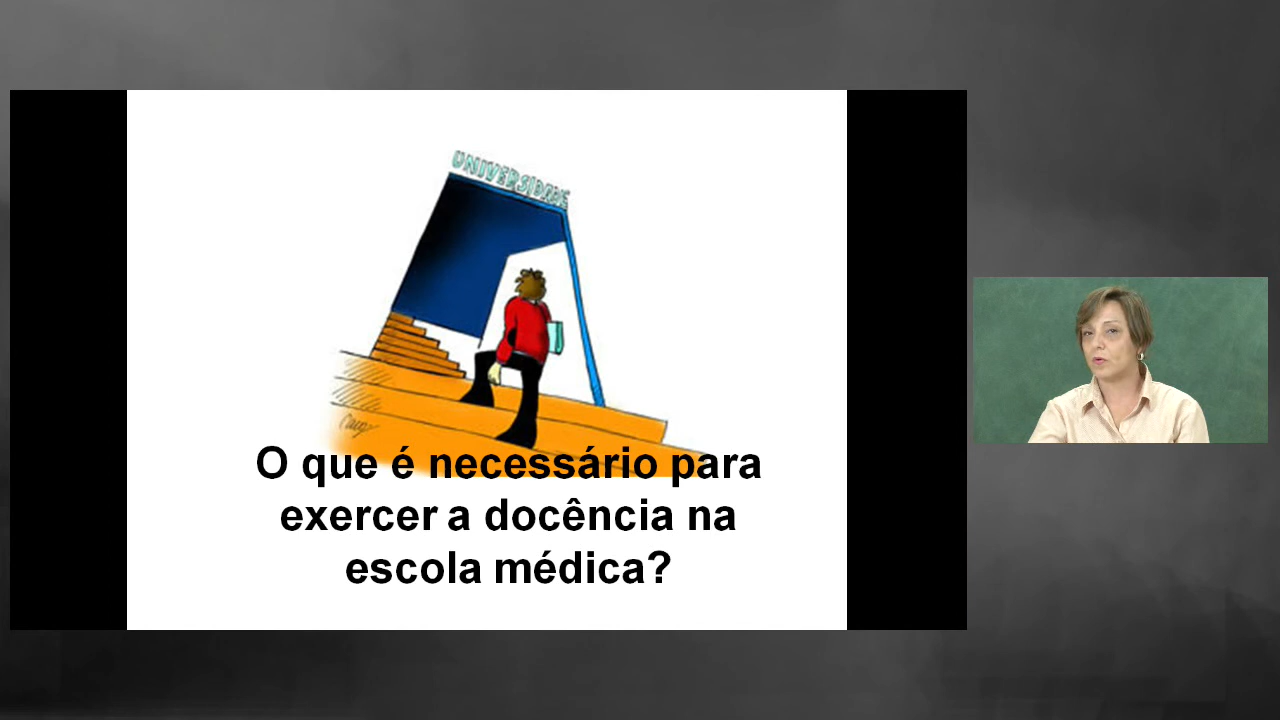 UNIVERSIDADE
O que é necessário para
exercer a docência na
escola médica?